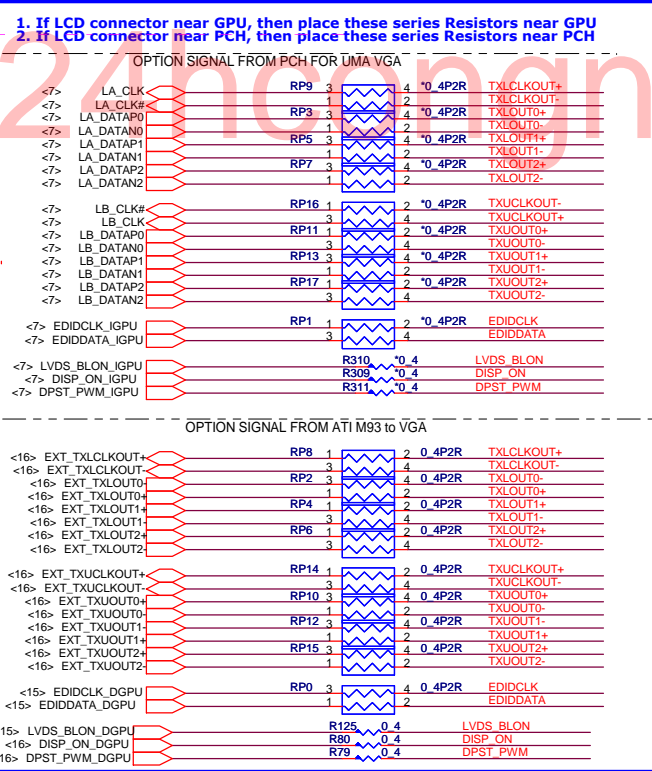 1. If LCD connector near GPU, then place these series Resistors near GPU
2. If LCD connector near PCH, then place these series Resistors near PCH
24hcongn
OPTION SIGNAL FROM PCH FOR UMA VGA
<7> LA_CLK RP9 3 4 *0_4P2R TXLCLKOUT+
<7> LA_CLK# 1 2 TXLCLKOUT-
<7> LA_DATAP0 RP3 3 4 *0_4P2R TXLOUT0+
<7> LA_DATAN0 1 2 TXLOUT0-
<7> LA_DATAP1 RP5 3 4 *0_4P2R TXLOUT1+
<7> LA_DATAN1 1 2 TXLOUT1-
<7> LA_DATAP2 RP7 3 4 *0_4P2R TXLOUT2+
<7> LA_DATAN2 1 2 TXLOUT2-
<7> LB_CLK# RP16 1 2 *0_4P2R TXUCLKOUT-
<7> LB_CLK 3 4 TXUCLKOUT+
<7> LB_DATAP0 RP11 1 2 *0_4P2R TXUOUT0+
<7> LB_DATAN0 3 4 TXUOUT0-
<7> LB_DATAP1 RP13 3 4 *0_4P2R TXUOUT1+
<7> LB_DATAN1 1 2 TXUOUT1-
<7> LB_DATAP2 RP17 1 2 *0_4P2R TXUOUT2+
<7> LB_DATAN2 3 4 TXUOUT2-
<7> EDIDCLK_IGPU RP1 1 2 *0_4P2R EDIDCLK
<7> EDIDDATA_IGPU 3 4 EDIDDATA
<7> LVDS_BLON_IGPU R310 *0_4 LVDS_BLON
<7> DISP_ON_IGPU R309 *0_4 DISP_ON
<7> DPST_PWM_IGPU R311 *0_4 DPST_PWM
OPTION SIGNAL FROM ATI M93 to VGA
<16> EXT_TXLCLKOUT+ RP8 1 2 0_4P2R TXLCLKOUT+
<16> EXT_TXLCLKOUT- 3 4 TXLCLKOUT-
<16> EXT_TXLOUT0- RP2 3 4 0_4P2R TXLOUT0-
<16> EXT_TXLOUT0+ 1 2 TXLOUT0+
<16> EXT_TXLOUT1+ RP4 1 2 0_4P2R TXLOUT1+
<16> EXT_TXLOUT1- 3 4 TXLOUT1-
<16> EXT_TXLOUT2+ RP6 1 2 0_4P2R TXLOUT2+
<16> EXT_TXLOUT2- 3 4 TXLOUT2-
<16> EXT_TXUCLKOUT+ RP14 1 2 0_4P2R TXUCLKOUT+
<16> EXT_TXUCLKOUT- 3 4 TXUCLKOUT-
<16> EXT_TXUOUT0+ RP10 3 4 0_4P2R TXUOUT0+
<16> EXT_TXUOUT0- 1 2 TXUOUT0-
<16> EXT_TXUOUT1- RP12 3 4 0_4P2R TXUOUT1-
<16> EXT_TXUOUT1+ 1 2 TXUOUT1+
<16> EXT_TXUOUT2+ RP15 3 4 0_4P2R TXUOUT2+
<16> EXT_TXUOUT2- 1 2 TXUOUT2-
<15> EDIDCLK_DGPU RP0 3 4 0_4P2R EDIDCLK
<15> EDIDDATA_DGPU 1 2 EDIDDATA
15> LVDS_BLON_DGPU R125 0_4 LVDS_BLON
<16> DISP_ON_DGPU R80 0_4 DISP_ON
16> DPST_PWM_DGPU R79 0_4 DPST_PWM